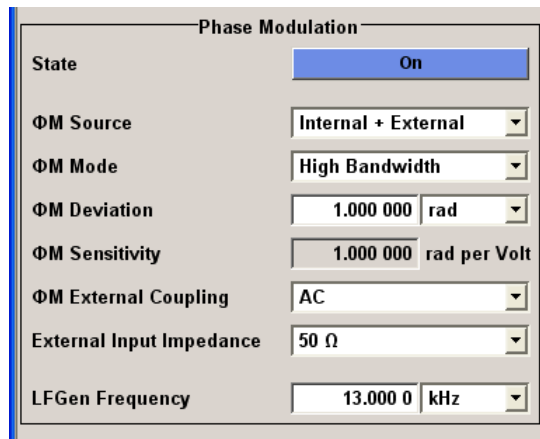 Phase Modulation
State On
ΦM Source Internal + External
ΦM Mode High Bandwidth
ΦM Deviation 1.000 000 rad
ΦM Sensitivity 1.000 000 rad per Volt
ΦM External Coupling AC
External Input Impedance 50 Ω
LFGen Frequency 13.000 0 kHz